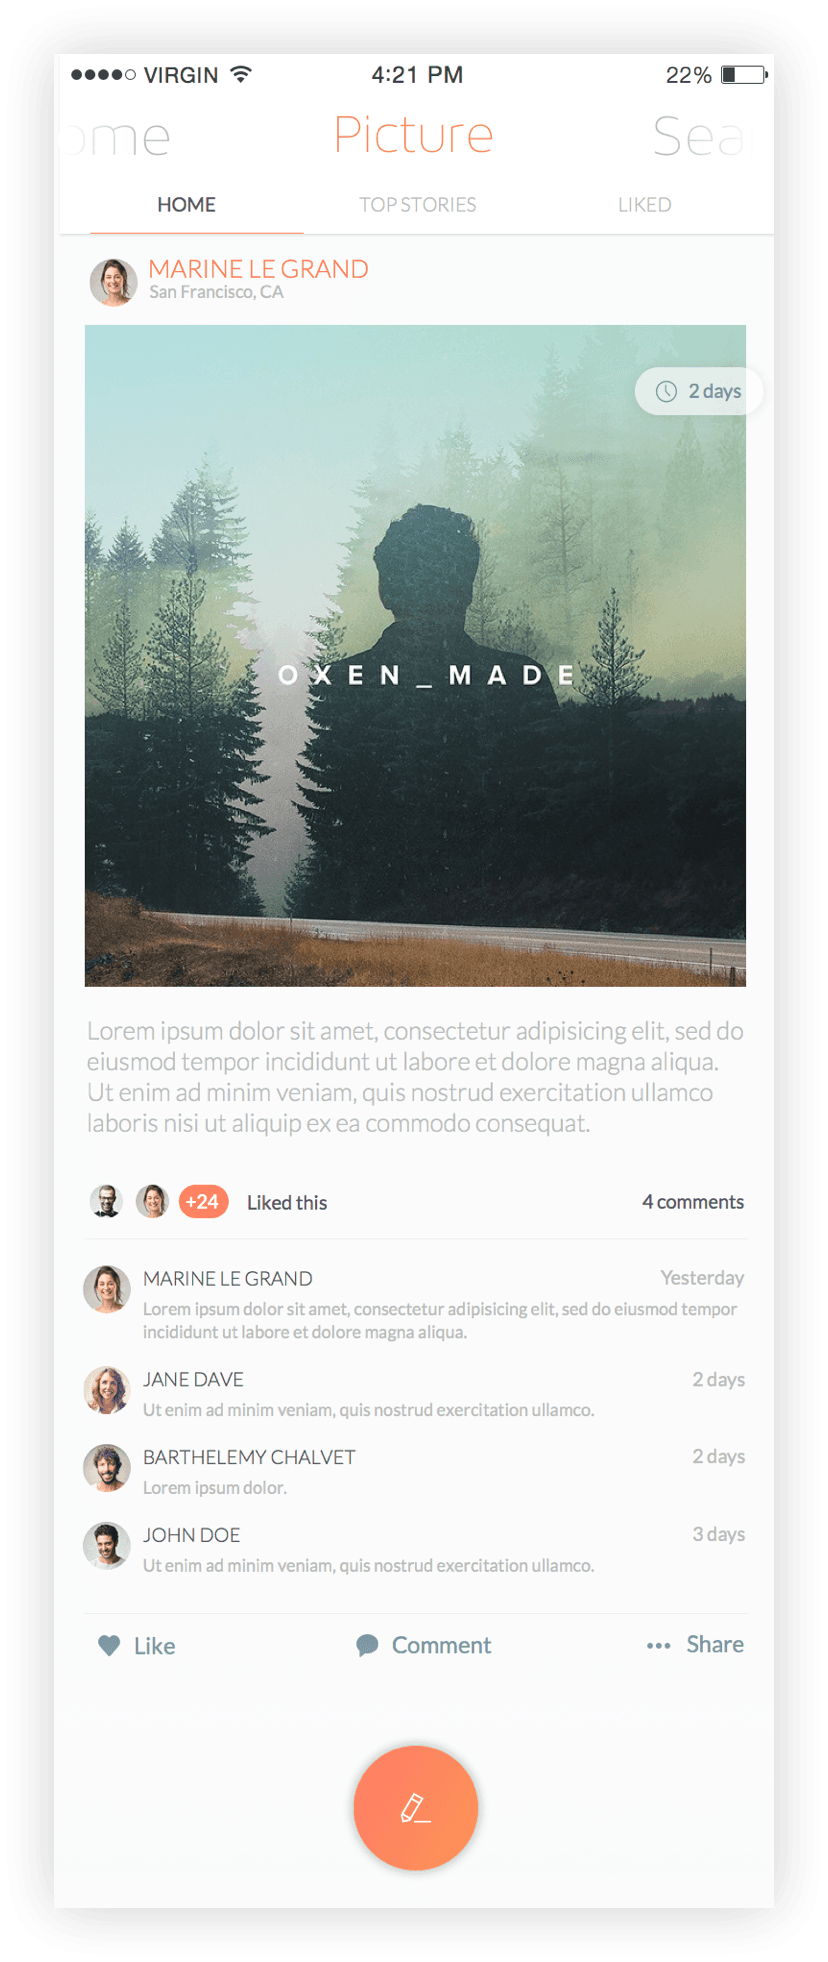 VIRGIN 4:21 PM 22%
ome Picture Sea
HOME TOP STORIES LIKED
MARINE LE GRAND
San Francisco, CA
2 days
OXEN_MADE
Lorem ipsum dolor sit amet, consectetur adipisicing elit, sed do
eiusmod tempor incididunt ut labore et dolore magna aliqua.
Ut enim ad minim veniam, quis nostrud exercitation ullamco
laboris nisi ut aliquip ex ea commodo consequat.
+24 Liked this 4 comments
MARINE LE GRAND Yesterday
Lorem ipsum dolor sit amet, consectetur adipisicing elit, sed do eiusmod tempor
incididunt ut labore et dolore magna aliqua.
JANE DAVE 2 days
Ut enim ad minim veniam, quis nostrud exercitation ullamco.
BARTHELEMY CHALVET 2 days
Lorem ipsum dolor.
JOHN DOE 3 days
Ut enim ad minim veniam, quis nostrud exercitation ullamco.
Like Comment Share